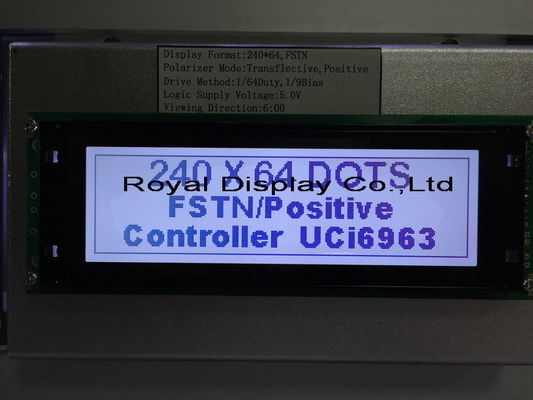 Display Format:240*64,FSTN
Polarizer Mode:Transflective,Positive
Drive Method:1/64Duty,1/9Bias
Logic Supply Voltage:5.0V
Viewing Direction:6:00
240 X 64 DOTS
Royal Display Co.,Ltd
FSTN/Positive
Controller UCi6963